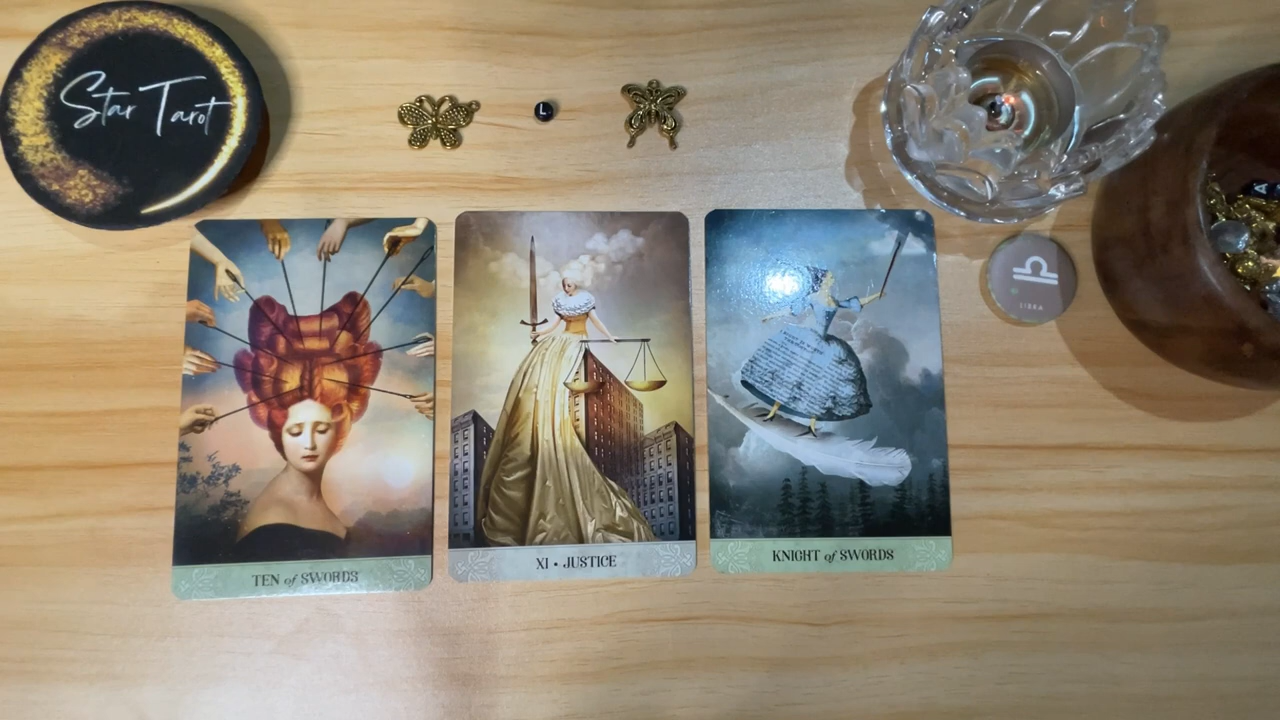 Star Tarot
L
LIBRA
A
TEN of SWORDS
XI • JUSTICE
KNIGHT of SWORDS